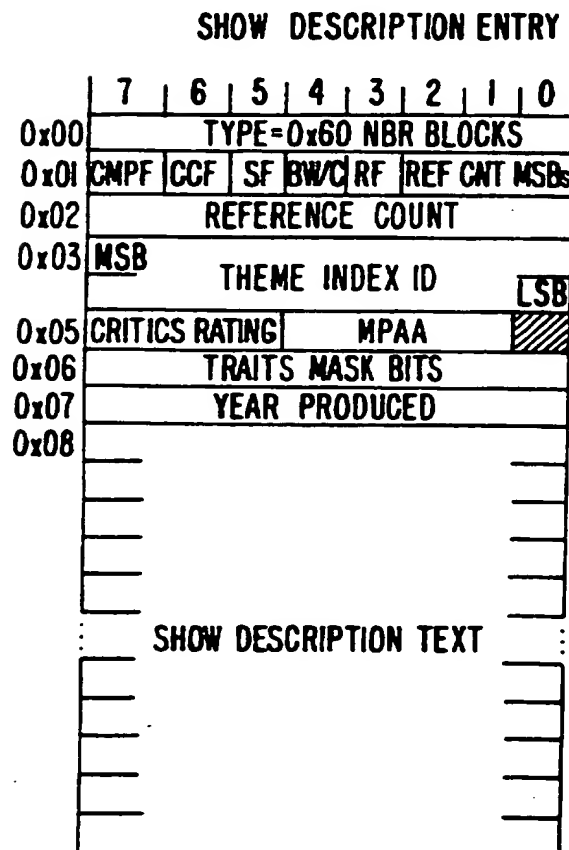 SHOW DESCRIPTION ENTRY
7 6 5 4 3 2 1 0
0x00 TYPE=0x60 NBR BLOCKS
0x01 CMPF CCF SF BW/C RF REF CNT MSBs
0x02 REFERENCE COUNT
0x03 MSB
THEME INDEX ID
LSB
0x05 CRITICS RATING MPAA
0x06 TRAITS MASK BITS
0x07 YEAR PRODUCED
0x08
SHOW DESCRIPTION TEXT